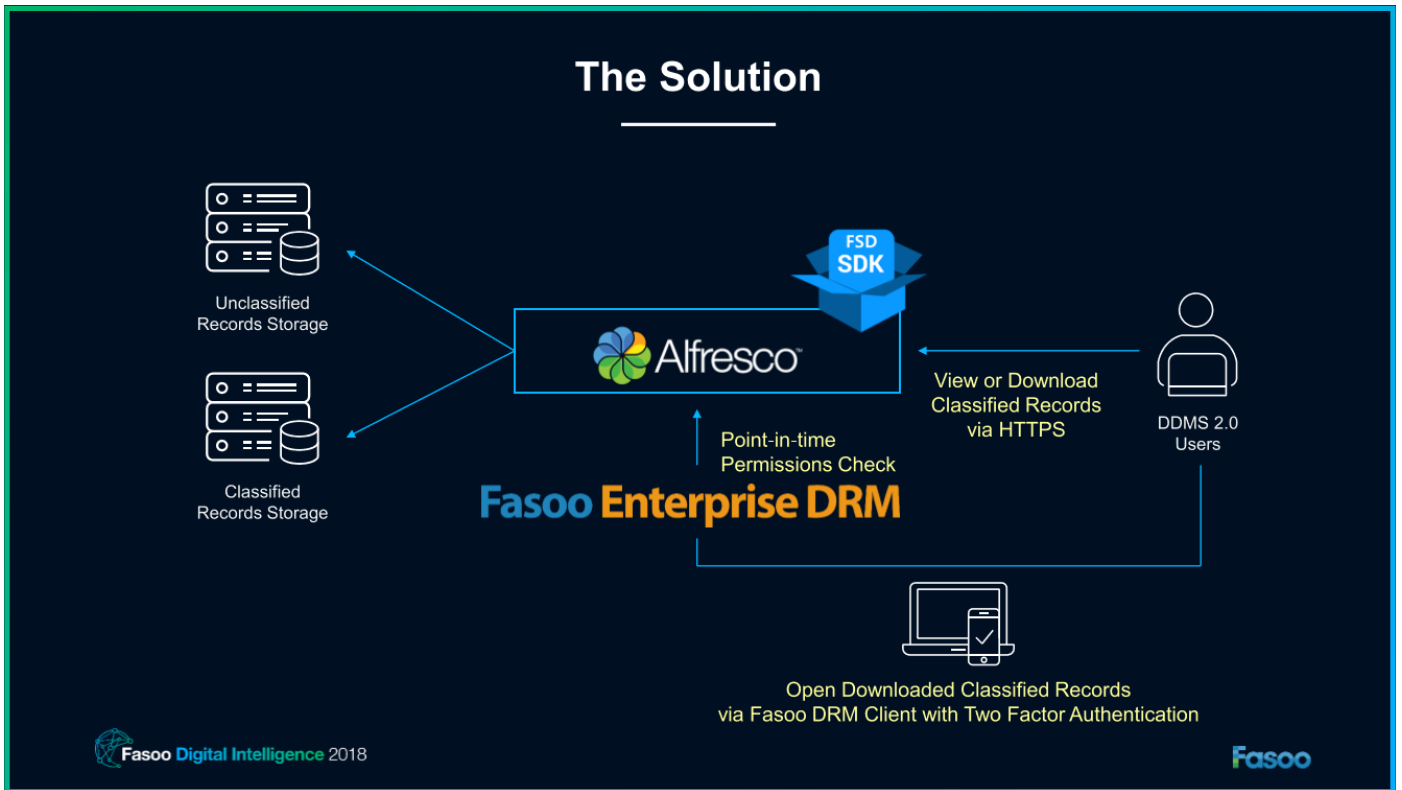 The Solution
Unclassified
Records Storage
Classified
Records Storage
FSD
SDK
Alfresco™
View or Download
Classified Records
via HTTPS
DDMS 2.0
Users
Point-in-time
Permissions Check
Fasoo Enterprise DRM
Open Downloaded Classified Records
via Fasoo DRM Client with Two Factor Authentication
Fasoo Digital Intelligence 2018
Fasoo